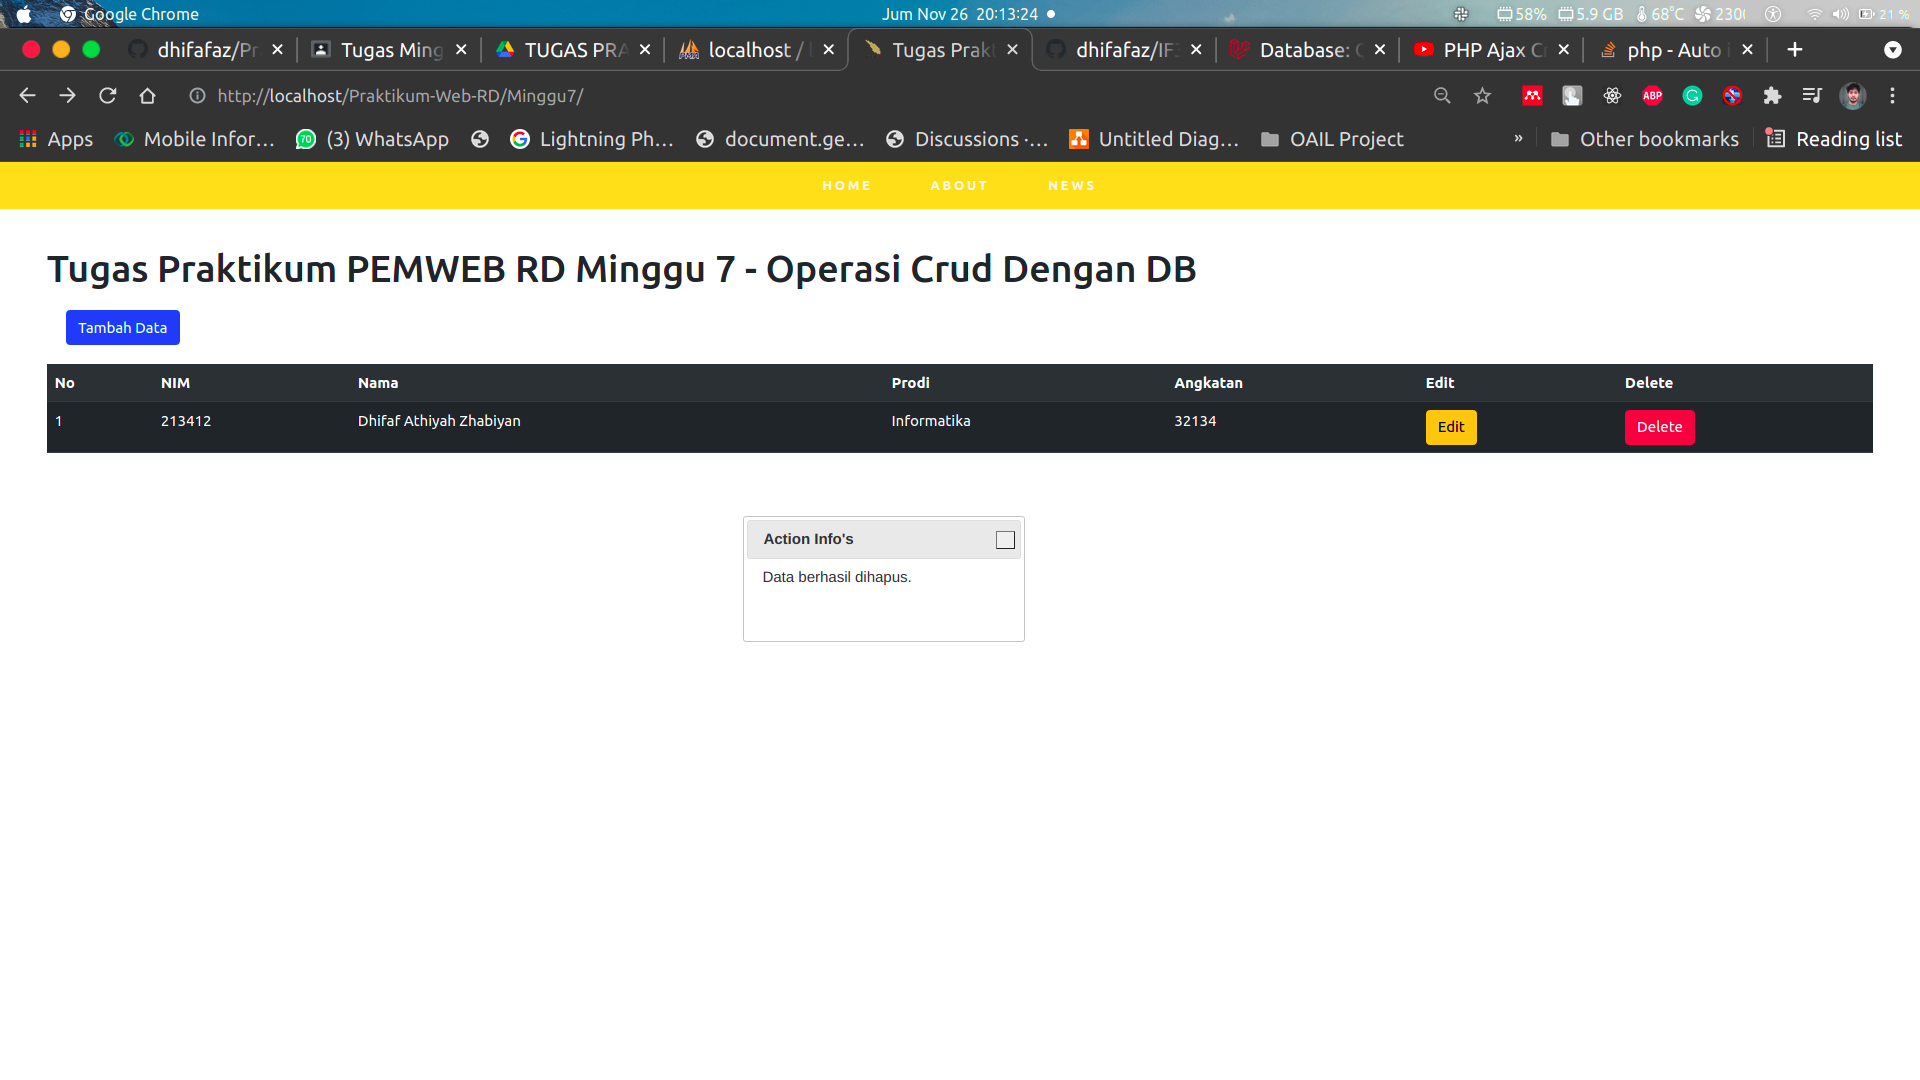 Google Chrome Jum Nov 26 20:13:24 58% 5.9 GB 68°C 21 %
dhifafaz/Pr Tugas Ming TUGAS PRA localhost / Tugas Prakt dhifafaz/IF Database: PHP Ajax php - Auto
http://localhost/Praktikum-Web-RD/Minggu7/ ABP
Apps Mobile Infor... 70 (3) WhatsApp Lightning Ph... document.ge... Discussions ·... Untitled Diag... OAIL Project » Other bookmarks Reading list
HOME ABOUT NEWS
Tugas Praktikum PEMWEB RD Minggu 7 - Operasi Crud Dengan DB
Tambah Data
No NIM Nama Prodi Angkatan Edit Delete
1 213412 Dhifaf Athiyah Zhabiyan Informatika 32134 Edit Delete
Action Info's
Data berhasil dihapus.